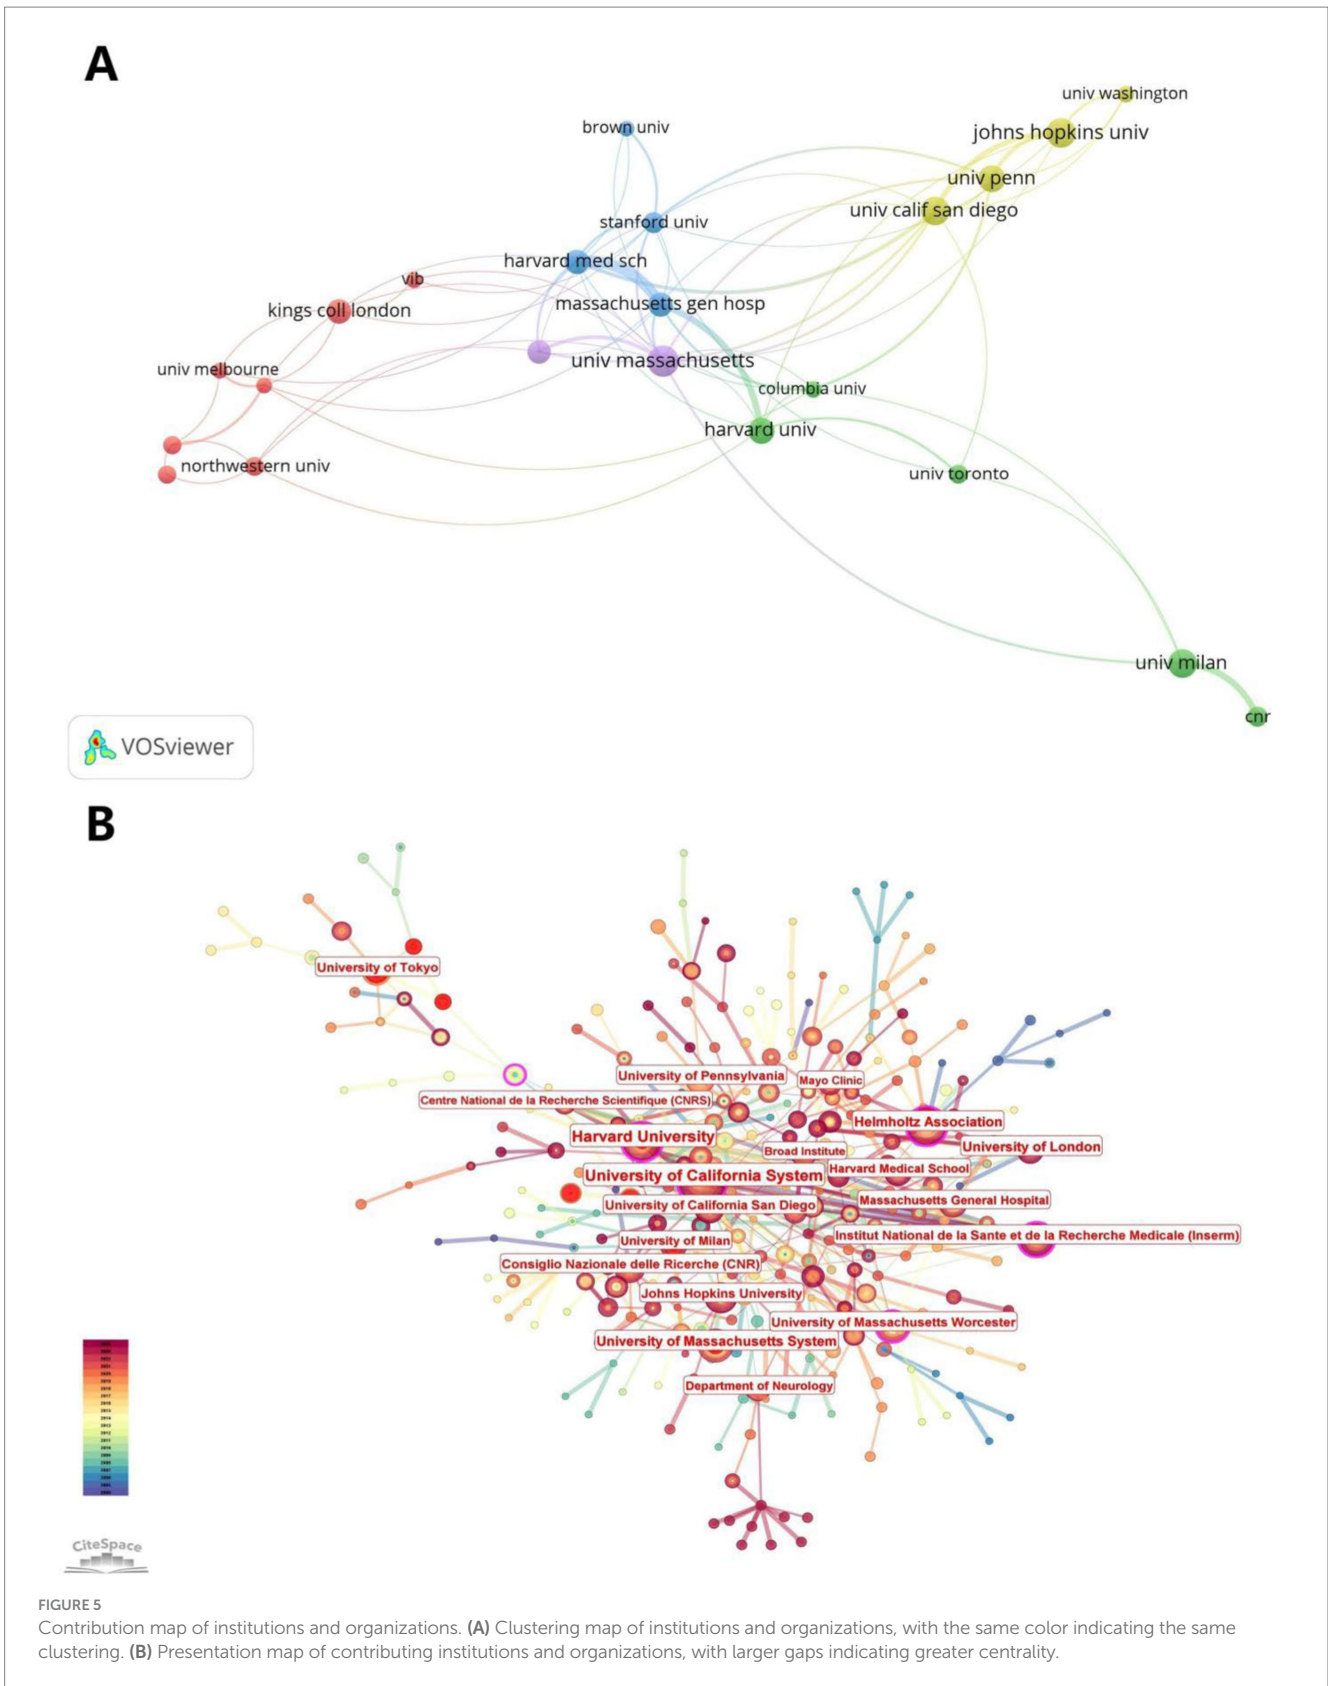 A
univ washington
brown univ
johns hopkins univ
univ penn
univ calif san diego
stanford univ
harvard med sch
vib
massachusetts gen hosp
kings coll london
univ massachusetts
univ melbourne
columbia univ
harvard univ
northwestern univ
univ toronto
univ milan
cnr
VOSviewer
B
University of Tokyo
University of Pennsylvania
Mayo Clinic
Centre National de la Recherche Scientifique (CNRS)
Helmholtz Association
Harvard University
University of London
Broad Institute
Harvard Medical School
University of California System
Massachusetts General Hospital
University of California San Diego
Institut National de la Sante et de la Recherche Medicale (Inserm)
University of Milan
Consiglio Nazionale delle Ricerche (CNR)
Johns Hopkins University
University of Massachusetts Worcester
University of Massachusetts System
Department of Neurology
CiteSpace
FIGURE 5
Contribution map of institutions and organizations. (A) Clustering map of institutions and organizations, with the same color indicating the same
clustering. (B) Presentation map of contributing institutions and organizations, with larger gaps indicating greater centrality.